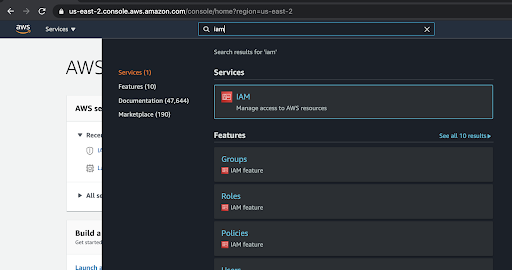 us-east-2.console.aws.amazon.com/console/home?region=us-east-2
aws
Services ▼
iam
Search results for 'iam'
AWS
Services (1)
Features (10)
Documentation (47,644)
Marketplace (190)
Services
IAM
Manage access to AWS resources
Features
See all 10 results ▶
Groups
IAM feature
Roles
IAM feature
Policies
IAM feature
Users
AWS se
▼ Recen
IA
La
▶ All se
Build a
Get started
Launch a